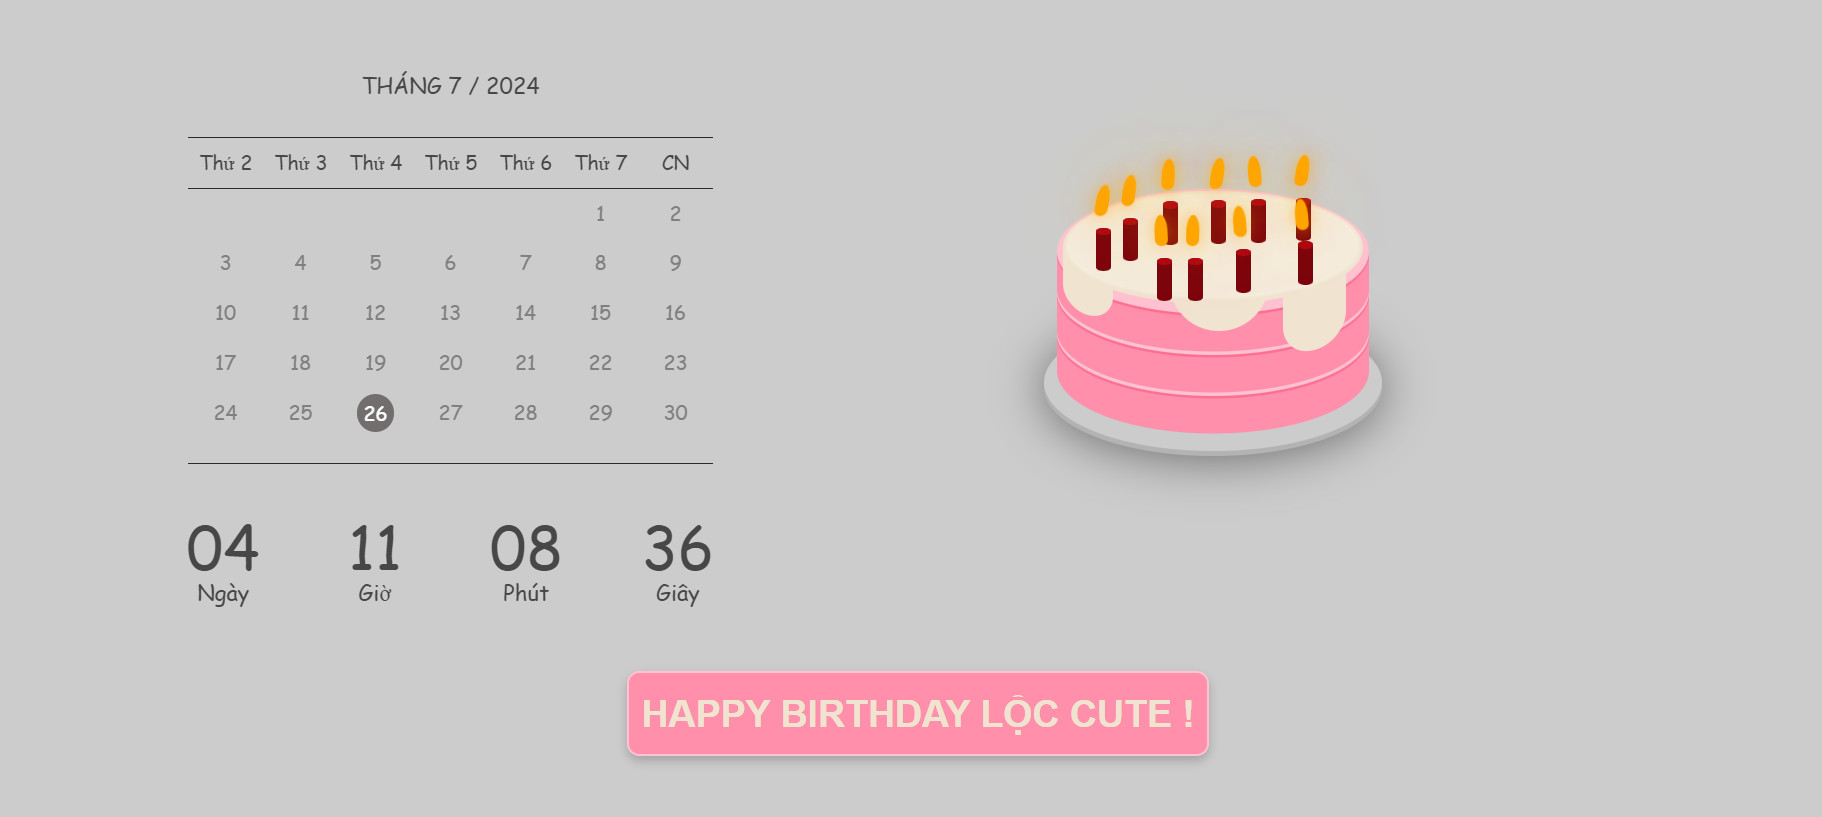 THÁNG 7 / 2024
Thứ 2 Thứ 3 Thứ 4 Thứ 5 Thứ 6 Thứ 7 CN
1 2
3 4 5 6 7 8 9
10 11 12 13 14 15 16
17 18 19 20 21 22 23
24 25 26 27 28 29 30
04 11 08 36
Ngày Giờ Phút Giây
HAPPY BIRTHDAY LỘC CUTE !